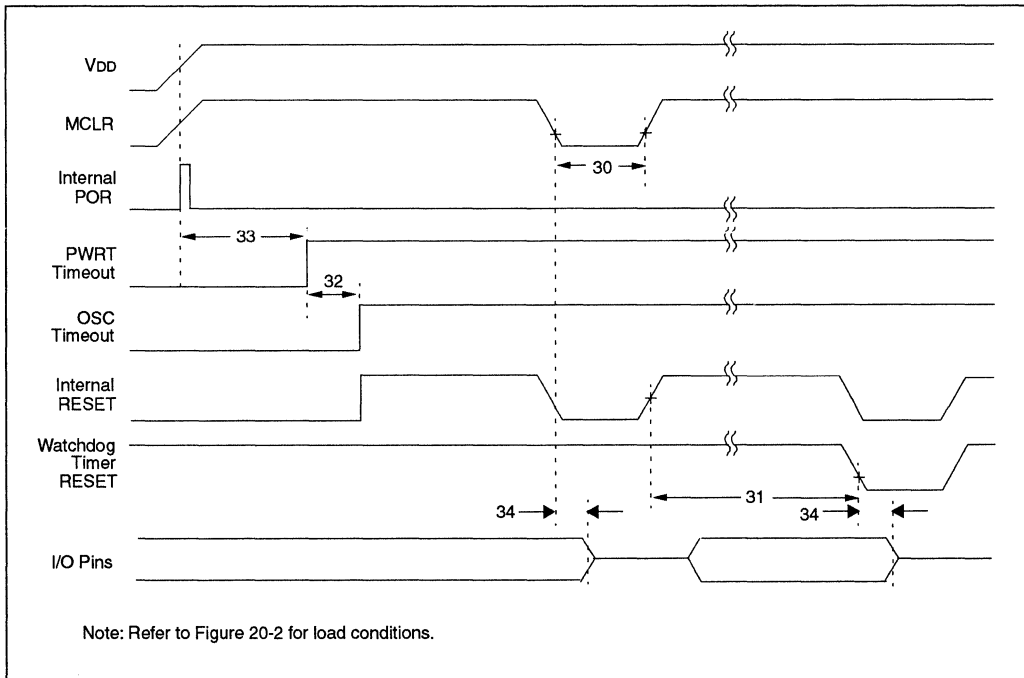 VDD
MCLR
30
Internal
POR
33
PWRT
Timeout
32
OSC
Timeout
Internal
RESET
Watchdog
Timer
RESET
31
34
34
I/O Pins
Note: Refer to Figure 20-2 for load conditions.